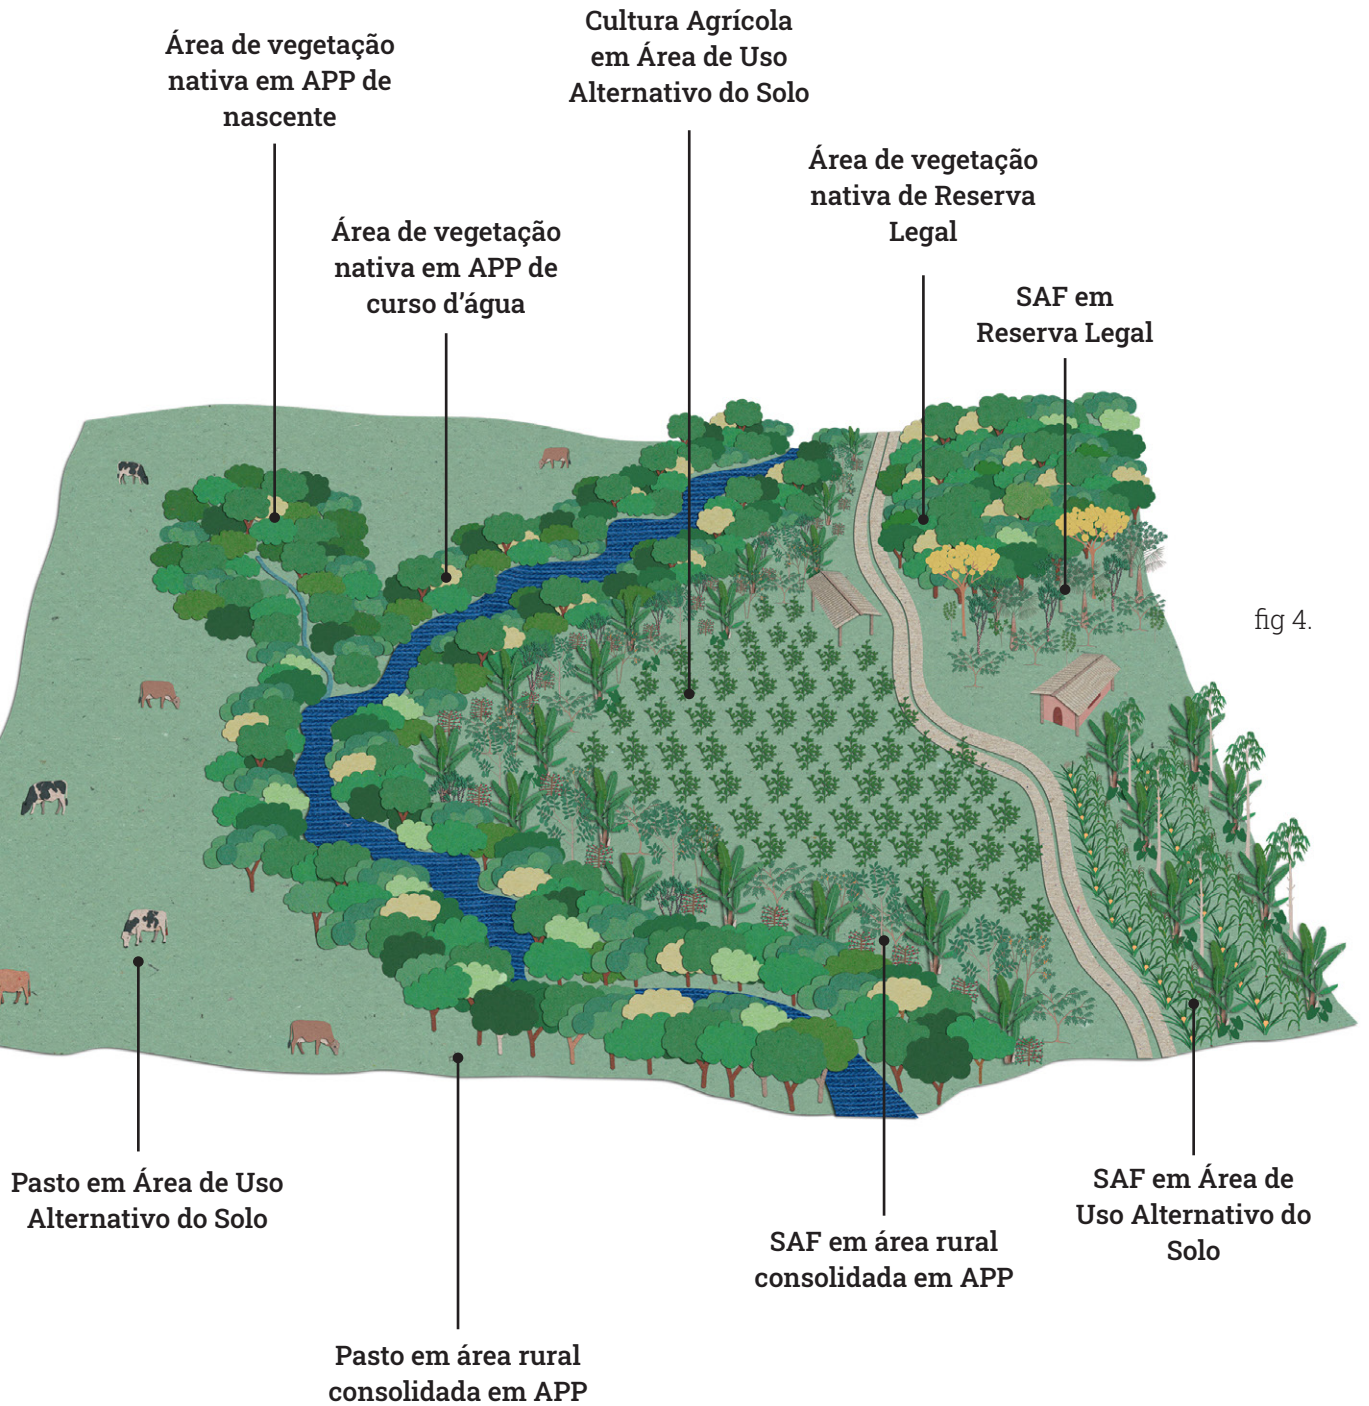 Cultura Agrícola
em Área de Uso
Alternativo do Solo
Área de vegetação
nativa em APP de
nascente
Área de vegetação
nativa de Reserva
Legal
Área de vegetação
nativa em APP de
curso d’água
SAF em
Reserva Legal
fig 4.
Pasto em Área de Uso
Alternativo do Solo
SAF em Área de
Uso Alternativo do
Solo
SAF em área rural
consolidada em APP
Pasto em área rural
consolidada em APP